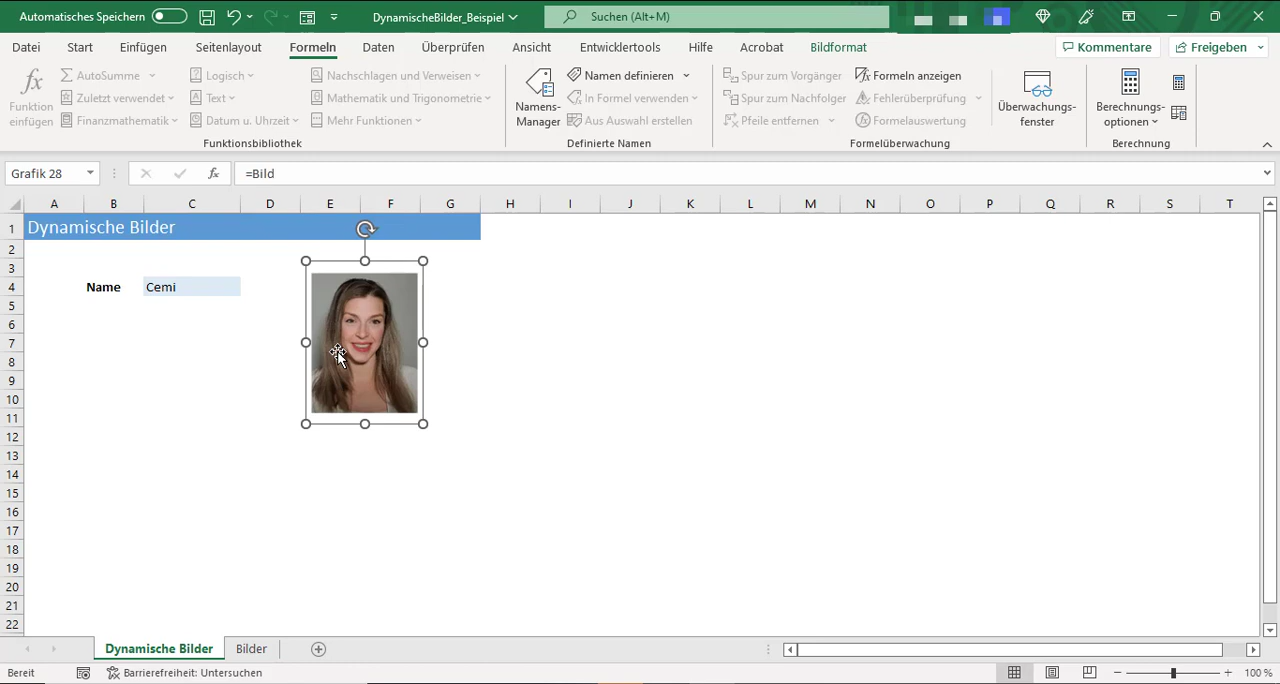 Automatisches Speichern
DynamischeBilder_Beispiel
Suchen (Alt+M)
Datei Start Einfügen Seitenlayout Formeln Daten Überprüfen Ansicht Entwicklertools Hilfe Acrobat Bildformat Kommentare Freigeben
Funktion einfügen
AutoSumme
Zuletzt verwendet
Finanzmathematik
Logisch
Text
Datum u. Uhrzeit
Nachschlagen und Verweisen
Mathematik und Trigonometrie
Mehr Funktionen
Funktionsbibliothek
Namens-
Manager
Namen definieren
In Formel verwenden
Aus Auswahl erstellen
Definierte Namen
Spur zum Vorgänger
Spur zum Nachfolger
Pfeile entfernen
Formeln anzeigen
Fehlerüberprüfung
Formelauswertung
Formelüberwachung
Überwachungs-
fenster
Berechnungs-
optionen
Berechnung
Grafik 28 fx =Bild
A B C D E F G H I J K L M N O P Q R S T
1 Dynamische Bilder
2
3
4 Name Cemi
5
6
7
8
9
10
11
12
13
14
15
16
17
18
19
20
21
22
Dynamische Bilder Bilder
Bereit Barrierefreiheit: Untersuchen 100 %